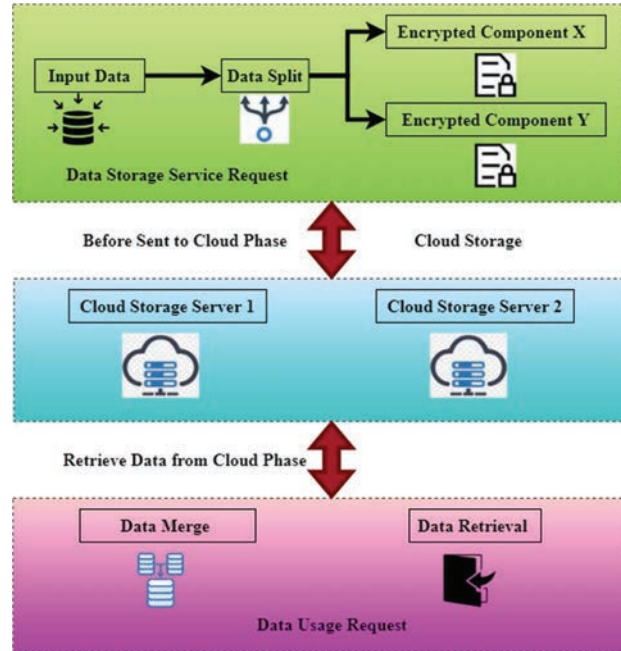 Encrypted Component X
Input Data
Data Split
Encrypted Component Y
Data Storage Service Request
Before Sent to Cloud Phase
Cloud Storage
Cloud Storage Server 1
Cloud Storage Server 2
Retrieve Data from Cloud Phase
Data Merge
Data Retrieval
Data Usage Request